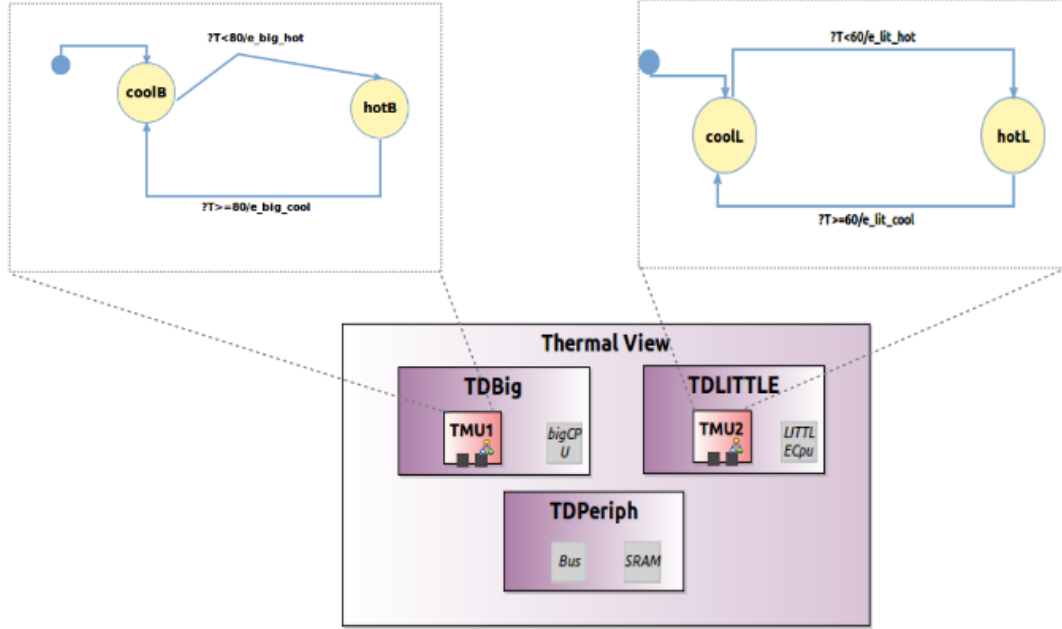 ?T<80/e_big_hot
coolB
hotB
?T>=80/e_big_cool
?T<60/e_lit_hot
coolL
hotL
?T>=60/e_lit_cool
Thermal View
TDBig
TMU1
bigCP
U
TDLITTLE
TMU2
LITTL
ECpu
TDPeriph
Bus
SRAM